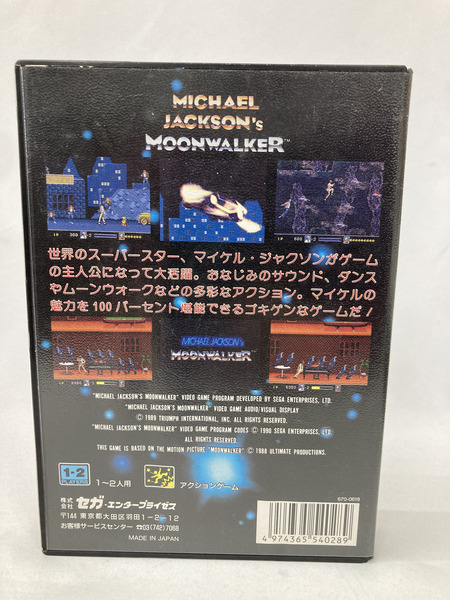 MICHAEL
JACKSON'S
MOONWALKER™
世界のスーパースター、マイケル・ジャクソンがゲーム
の主人公になって大活躍。おなじみのサウンド、ダンス
やムーンウォークなどの多彩なアクション。マイケルの
魅力を100パーセント堪能できるゴキゲンなゲームだ!
MICHAEL JACKSON'S
MOONWALKER
"MICHAEL JACKSON'S MOONWALKER" VIDEO GAME PROGRAM DEVELOPED BY SEGA ENTERPRISES, LTD.
"MICHAEL JACKSON'S MOONWALKER" VIDEO GAME AUDIO/VISUAL DISPLAY
© 1989 TRIUMPH INTERNATIONAL, INC. ALL RIGHTS RESERVED.
"MICHAEL JACKSON'S MOONWALKER" VIDEO GAME PROGRAM CODES © 1990 SEGA ENTERPRISES, LTD.
ALL RIGHTS RESERVED.
THIS GAME IS BASED ON THE MOTION PICTURE "MOONWALKER" © 1988 ULTIMATE PRODUCTIONS.
1-2
PLAYERS
1〜2人用
アクションゲーム
株式会社 セガ・エンタープライゼス
〒144 東京都大田区羽田1-2-12
お客様サービスセンター ☎03(742)7068
MADE IN JAPAN
670-0619
4 974365 540289